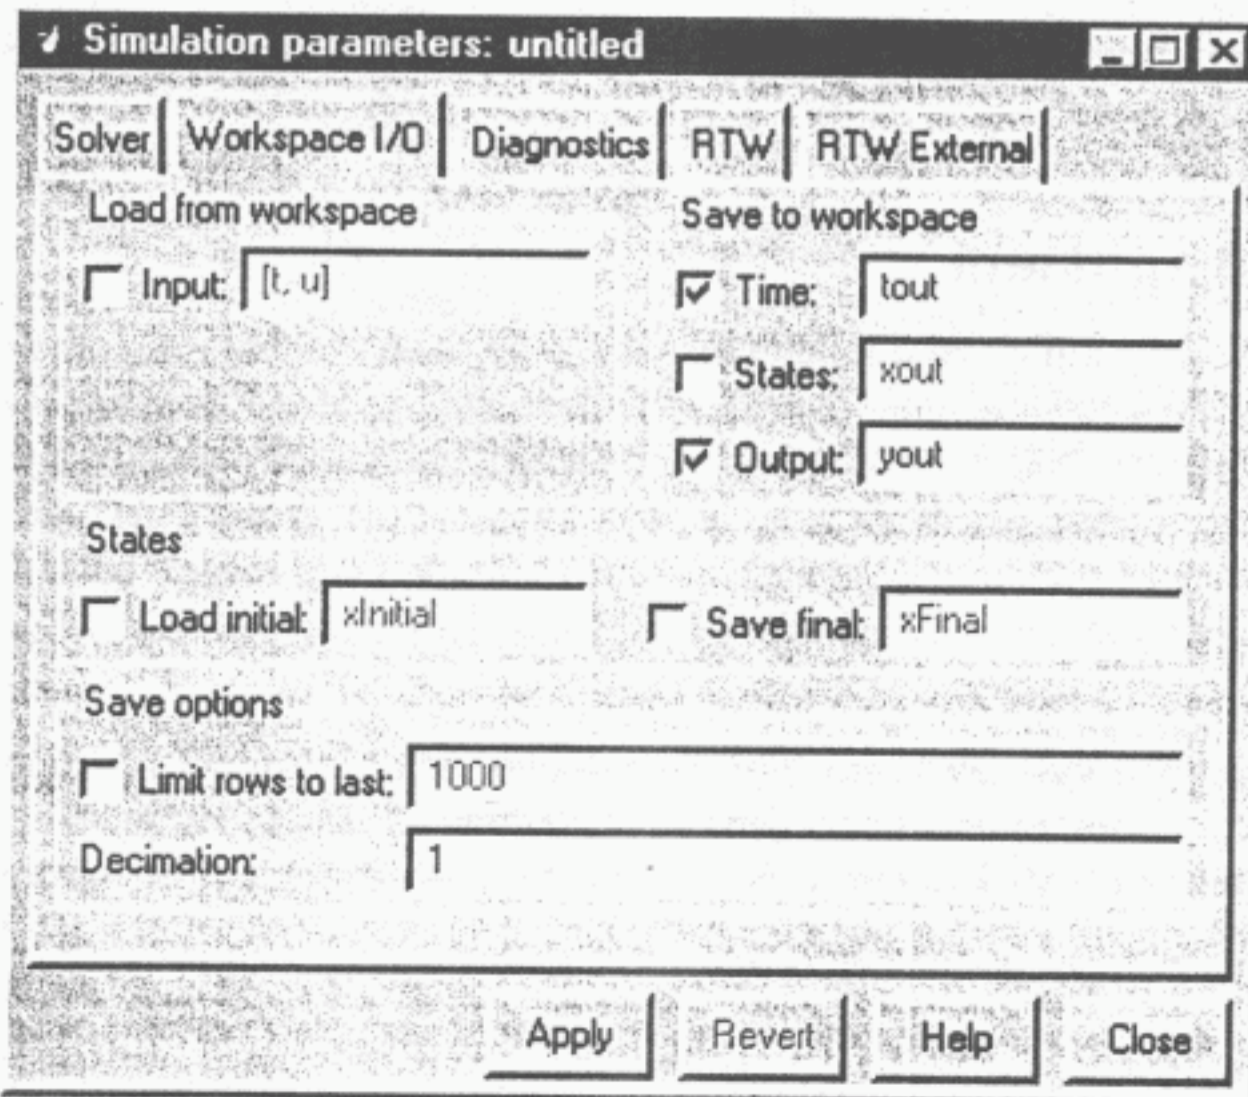 Simulation parameters: untitled
Solver Workspace I/O Diagnostics RTW RTW External
Load from workspace
Input: [t, u]
Save to workspace
Time: tout
States: xout
Output: yout
States
Load initial: xInitial Save final: xFinal
Save options
Limit rows to last: 1000
Decimation: 1
Apply Revert Help Close